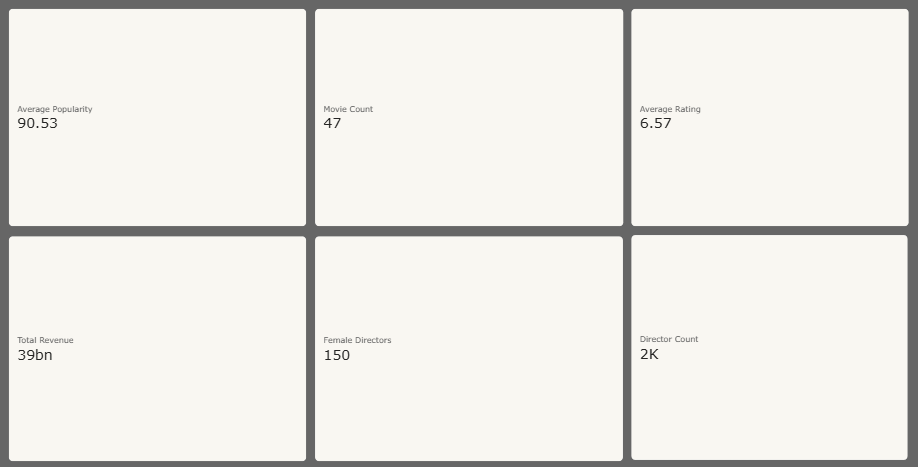 Average Popularity
90.53
Movie Count
47
Average Rating
6.57
Total Revenue
39bn
Female Directors
150
Director Count
2K